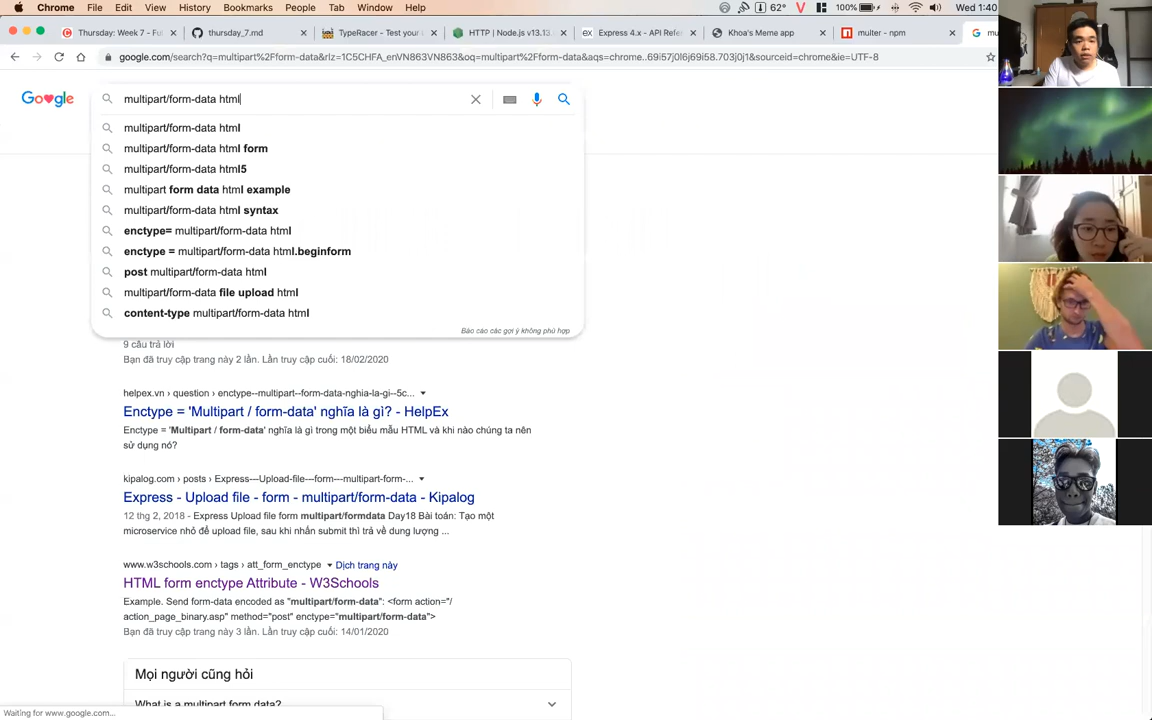 Chrome File Edit View History Bookmarks People Tab Window Help 62° 100% Wed 1:40
Thursday: Week 7 - Fu
thursday_7.md
TypeRacer - Test your
HTTP | Node.js v13.13.
Express 4.x - API Refer
Khoa's Meme app
multer - npm
mu
google.com/search?q=multipart%2Fform-data&rlz=1C5CHFA_enVN863VN863&oq=multipart%2Fform-data&aqs=chrome..69i57j0l6j69i58.703j0j1&sourceid=chrome&ie=UTF-8
multipart/form-data html
multipart/form-data html
multipart/form-data html form
multipart/form-data html5
multipart form data html example
multipart/form-data html syntax
enctype= multipart/form-data html
enctype = multipart/form-data html.beginform
post multipart/form-data html
multipart/form-data file upload html
content-type multipart/form-data html
Báo cáo các gợi ý không phù hợp
9 câu trả lời
Bạn đã truy cập trang này 2 lần. Lần truy cập cuối: 18/02/2020
helpex.vn › question › enctype--multipart--form-data-nghia-la-gi--5c...
Enctype = 'Multipart / form-data' nghĩa là gì? - HelpEx
Enctype = 'Multipart / form-data' nghĩa là gì trong một biểu mẫu HTML và khi nào chúng ta nên
sử dụng nó?
kipalog.com › posts › Express---Upload-file---form---multipart-form-...
Express - Upload file - form - multipart/form-data - Kipalog
12 thg 2, 2018 - Express Upload file form multipart/formdata Day18 Bài toán: Tạo một
microservice nhỏ để upload file, sau khi nhấn submit thì trả về dung lượng ...
www.w3schools.com › tags › att_form_enctype Dịch trang này
HTML form enctype Attribute - W3Schools
Example. Send form-data encoded as "multipart/form-data": <form action="/
action_page_binary.asp" method="post" enctype="multipart/form-data">
Bạn đã truy cập trang này 3 lần. Lần truy cập cuối: 14/01/2020
Mọi người cũng hỏi
What is a multipart form data?
Waiting for www.google.com...